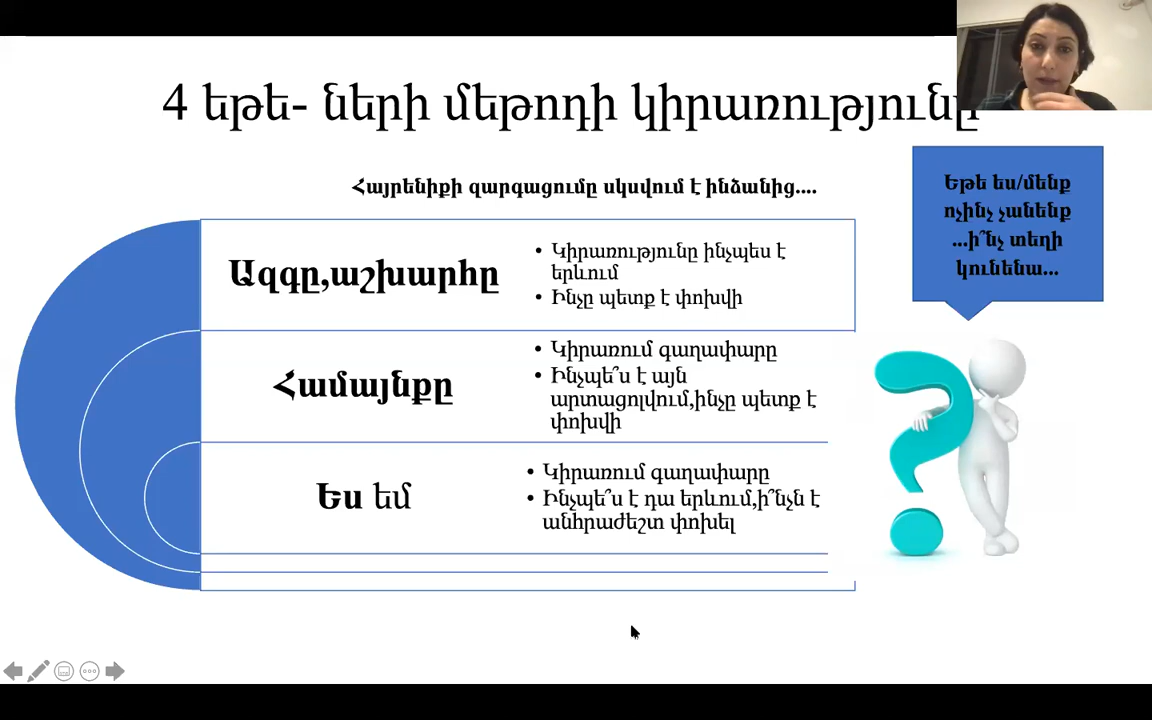 4 եթե- ների մեթոդի կիրառությունը
Հայրենիքի զարգացումը սկսվում է ինձանից....
Եթե ես/մենք
ոչինչ չանենք
...ի՞նչ տեղի
կունենա...
Ազգը,աշխարհը
• Կիրառությունը ինչպես է
երևում
• Ինչը պետք է փոխվի
Համայնքը
• Կիրառում գաղափարը
• Ինչպե՞ս է այն
արտացոլվում,ինչը պետք է
փոխվի
Ես եմ
• Կիրառում գաղափարը
• Ինչպե՞ս է դա երևում,ի՞նչն է
անհրաժեշտ փոխել